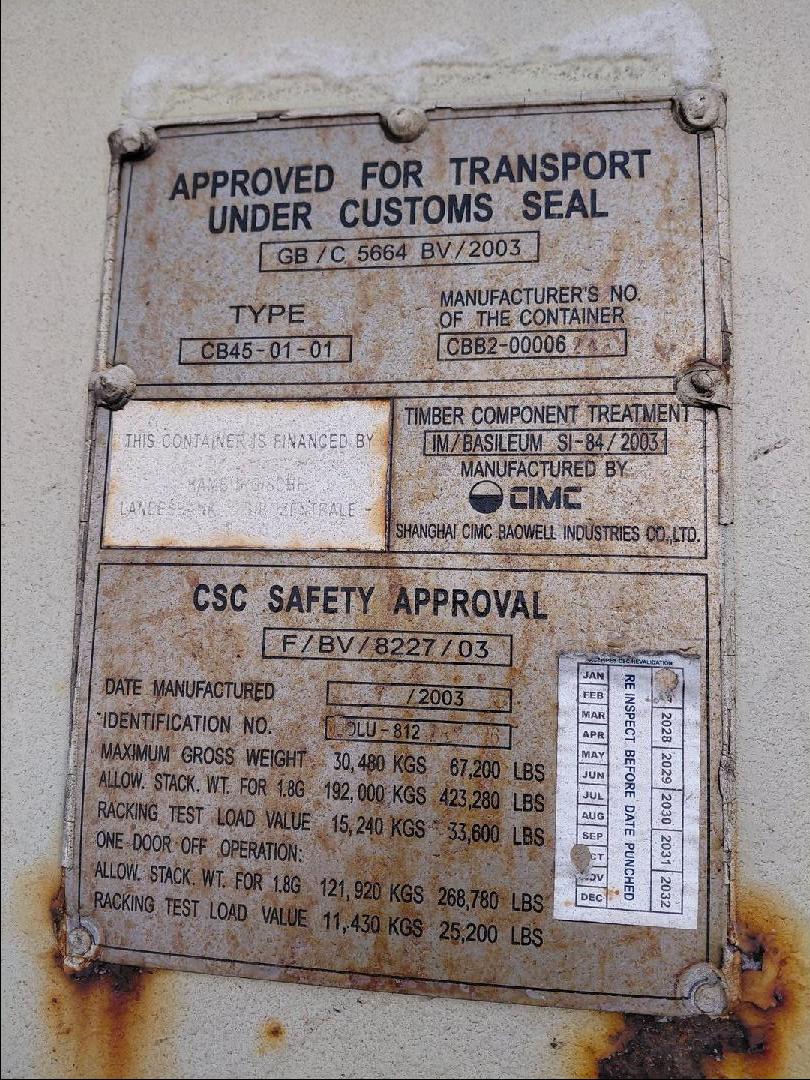 APPROVED FOR TRANSPORT
UNDER CUSTOMS SEAL
GB/C 5664 BV/2003
TYPE
CB45-01-01
MANUFACTURER'S NO.
OF THE CONTAINER
CBB2-00006
THIS CONTAINER IS FINANCED BY
TIMBER COMPONENT TREATMENT
IM/BASILEUM SI-84/2003
MANUFACTURED BY
CIMC
SHANGHAI CIMC BAOWELL INDUSTRIES CO.,LTD.
CSC SAFETY APPROVAL
F/BV/8227/03
DATE MANUFACTURED /2003
IDENTIFICATION NO. LU-812
MAXIMUM GROSS WEIGHT 30,480 KGS 67,200 LBS
ALLOW. STACK. WT. FOR 1.8G 192,000 KGS 423,280 LBS
RACKING TEST LOAD VALUE 15,240 KGS 33,600 LBS
ONE DOOR OFF OPERATION:
ALLOW. STACK. WT. FOR 1.8G 121,920 KGS 268,780 LBS
RACKING TEST LOAD VALUE 11,430 KGS 25,200 LBS
JAN
FEB
MAR
APR
MAY
JUN
JUL
AUG
SEP
DEC
RE INSPECT BEFORE DATE PUNCHED
2028 2029 2030 2031 2032